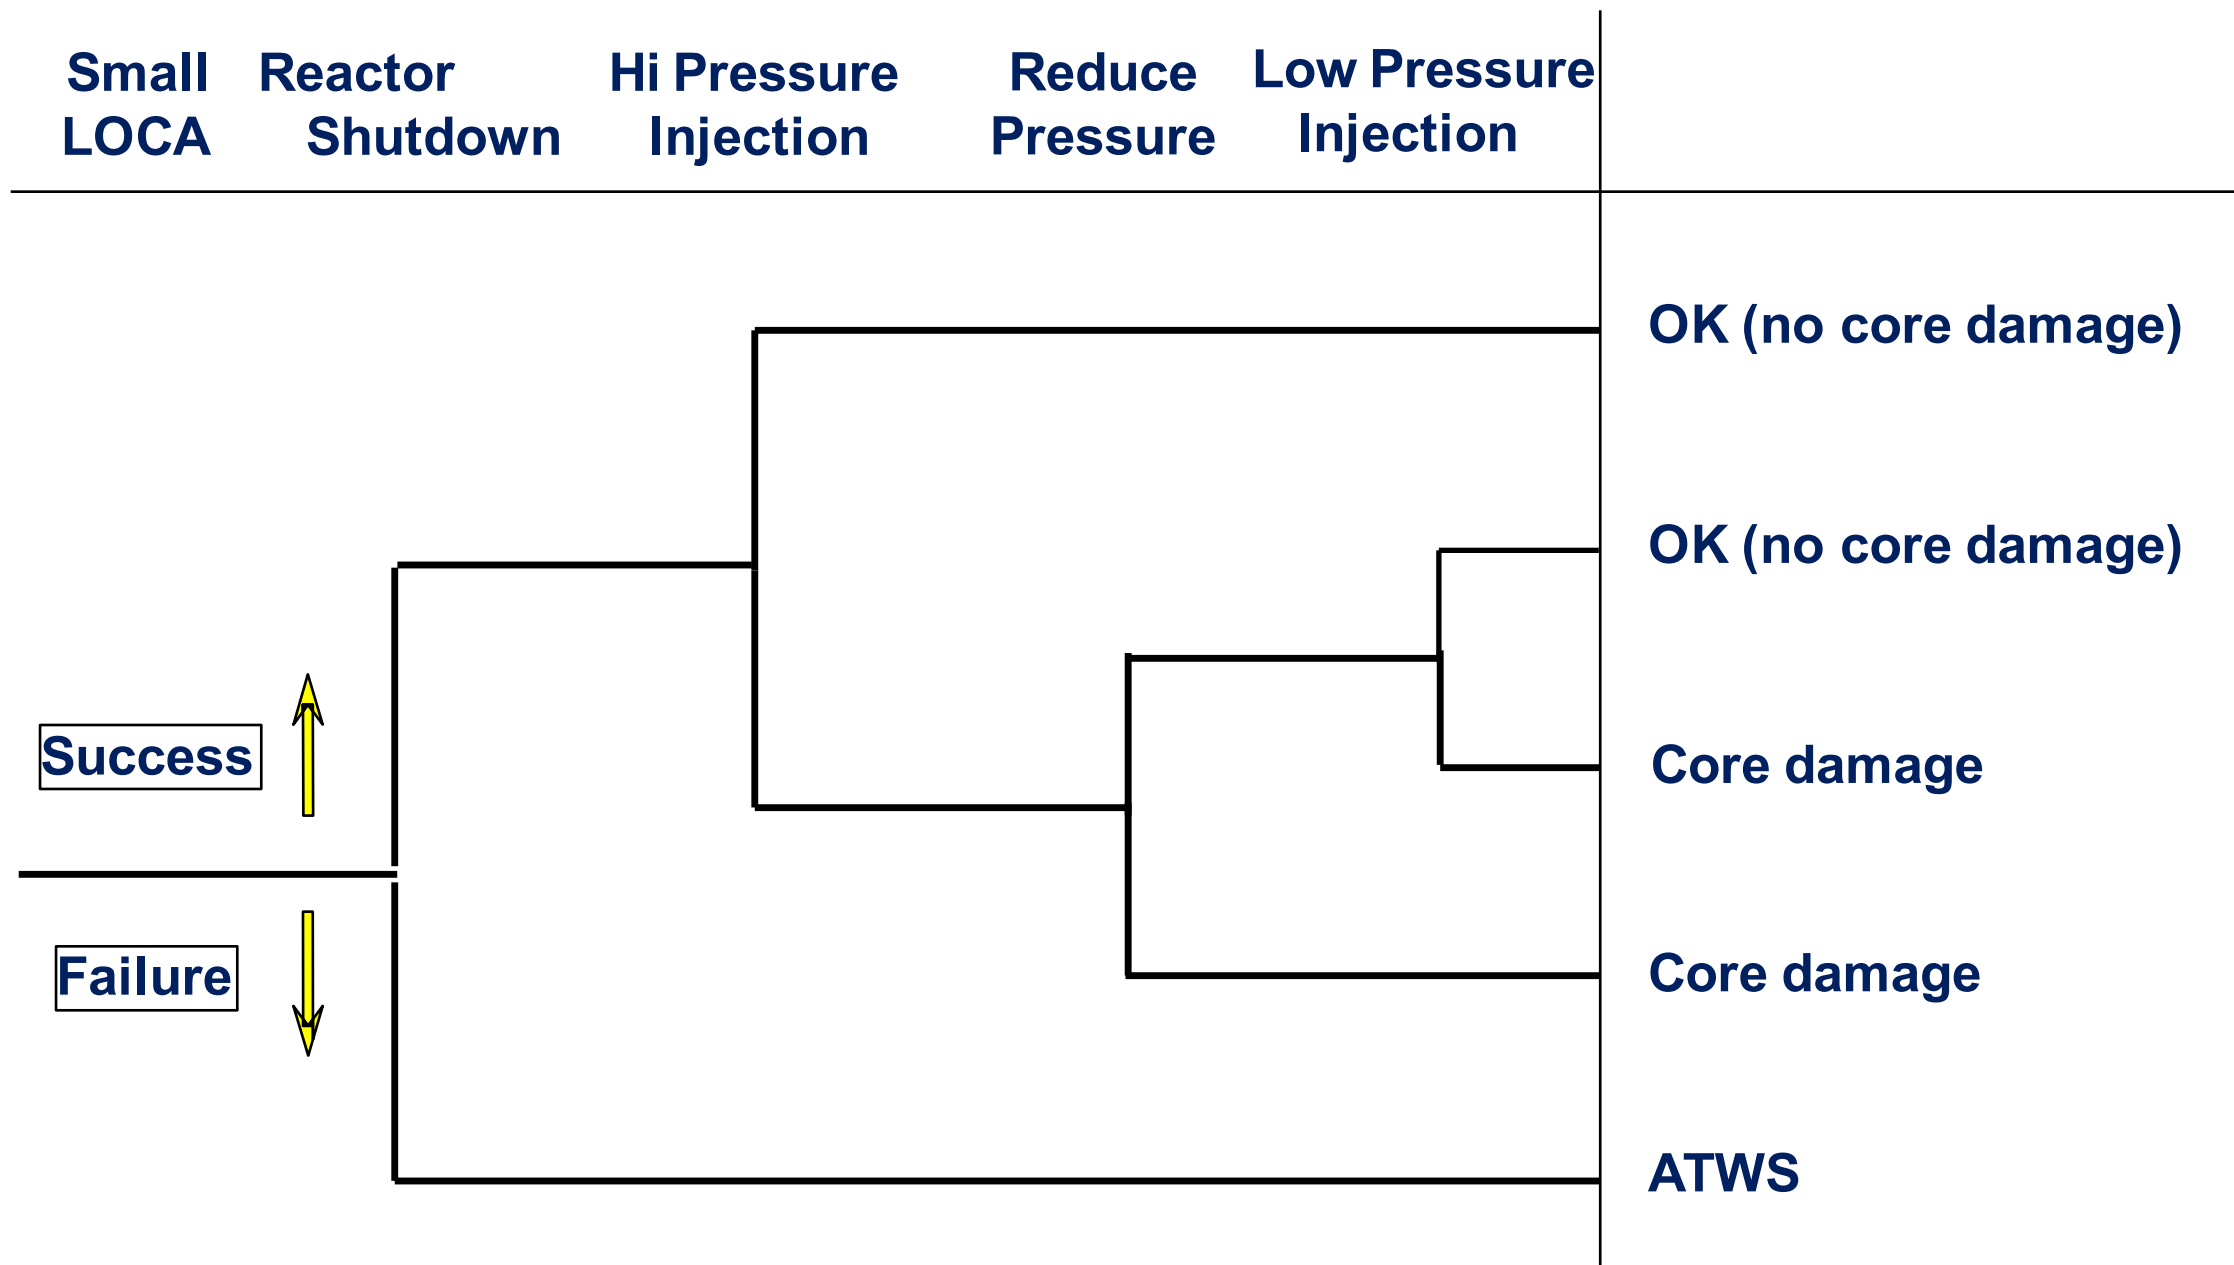 Small
LOCA
Reactor
Shutdown
Hi Pressure
Injection
Reduce
Pressure
Low Pressure
Injection
OK (no core damage)
OK (no core damage)
Success
Core damage
Failure
Core damage
ATWS